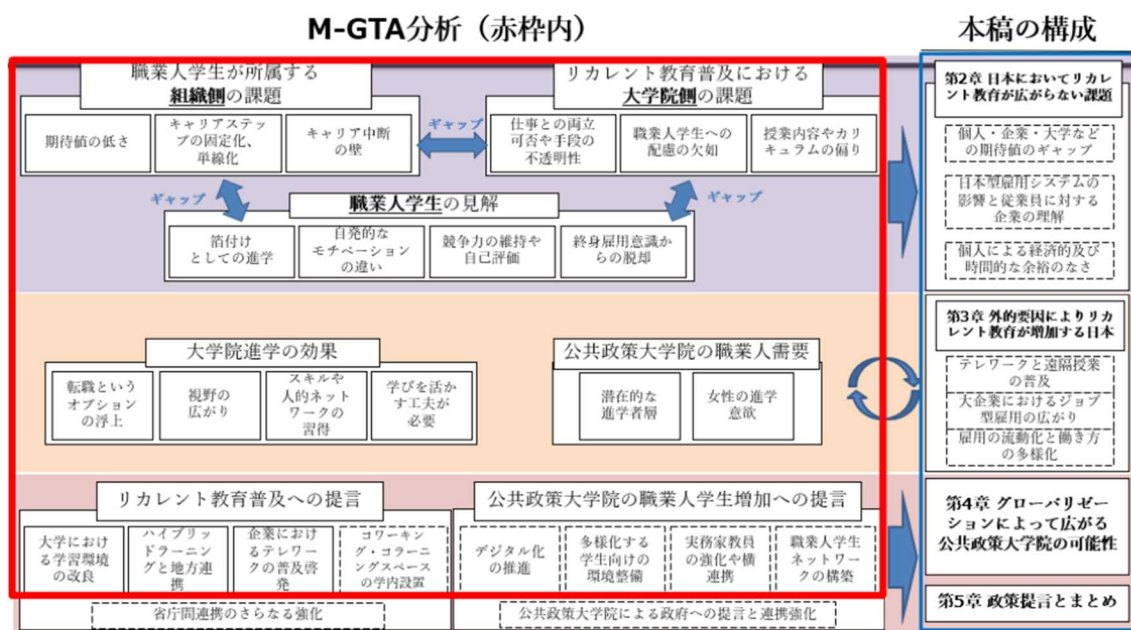 M-GTA分析（赤枠内）
本稿の構成
職業人学生が所属する
組織側の課題
期待値の低さ
キャリアステッ
プの固定化、
単線化
キャリア中断
の壁
ギャップ
リカレント教育普及における
大学院側の課題
仕事との両立
可否や手段の
不透明性
職業人学生への
配慮の欠如
授業内容やカリ
キュラムの偏り
ギャップ
ギャップ
職業人学生の見解
箔付け
としての進学
自発的な
モチベーション
の違い
競争力の維持や
自己評価
終身雇用意識か
らの脱却
第2章 日本においてリカレ
ント教育が広がらない課題
個人・企業・大学など
の期待値のギャップ
日本型雇用システムの
影響と従業員に対する
企業の理解
個人による経済的及び
時間的な余裕のなさ
大学院進学の効果
転職という
オプション
の浮上
視野の
広がり
スキルや
人的ネット
ワークの
習得
学びを活か
す工夫が
必要
公共政策大学院の職業人需要
潜在的な
進学者層
女性の進学
意欲
第3章 外的要因によりリカ
レント教育が増加する日本
テレワークと遠隔授業
の普及
大企業におけるジョブ
型雇用の広がり
雇用の流動化と働き方
の多様化
リカレント教育普及への提言
大学におけ
る学習環境
の改良
ハイブリッ
ドラーニン
グと地方連
携
企業におけ
るテレワー
クの普及啓
発
コワーキン
グ・コラーニ
ングスペース
の学内設置
公共政策大学院の職業人学生増加への提言
デジタル化
の推進
多様化する
学生向けの
環境整備
実務家教員
の強化や横
連携
職業人学生
ネットワー
クの構築
省庁間連携のさらなる強化
公共政策大学院による政府への提言と連携強化
第4章 グローバリゼー
ションによって広がる
公共政策大学院の可能性
第5章 政策提言とまとめ